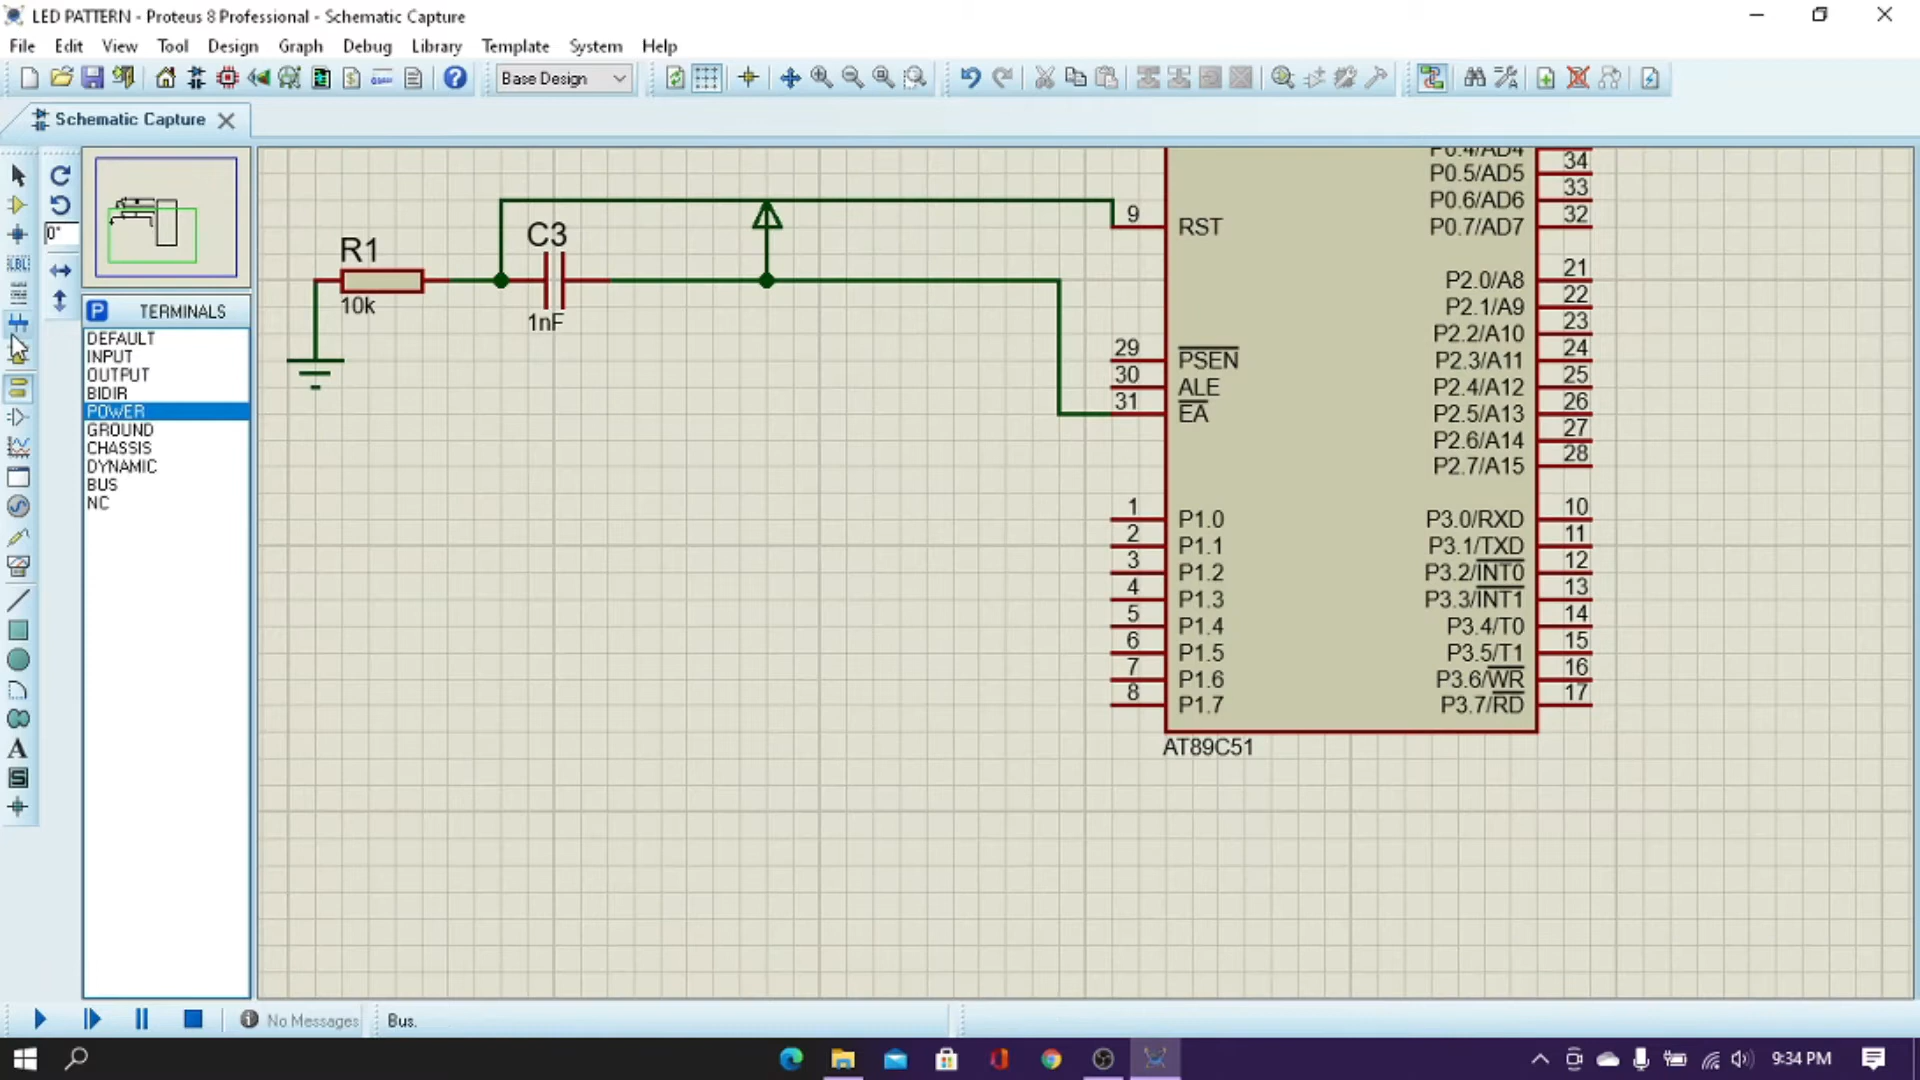 LED PATTERN - Proteus 8 Professional - Schematic Capture
File Edit View Tool Design Graph Debug Library Template System Help
Base Design
Schematic Capture
0°
LBL
P TERMINALS
DEFAULT
INPUT
OUTPUT
BIDIR
POWER
GROUND
CHASSIS
DYNAMIC
BUS
NC
A
S
R1
10k
C3
1nF
9 RST
29 PSEN
30 ALE
31 EA
1 P1.0
2 P1.1
3 P1.2
4 P1.3
5 P1.4
6 P1.5
7 P1.6
8 P1.7
P0.4/AD4
P0.5/AD5 34
P0.6/AD6 33
P0.7/AD7 32
P2.0/A8 21
P2.1/A9 22
P2.2/A10 23
P2.3/A11 24
P2.4/A12 25
P2.5/A13 26
P2.6/A14 27
P2.7/A15 28
P3.0/RXD 10
P3.1/TXD 11
P3.2/INT0 12
P3.3/INT1 13
P3.4/T0 14
P3.5/T1 15
P3.6/WR 16
P3.7/RD 17
AT89C51
No Messages
Bus.
9:34 PM